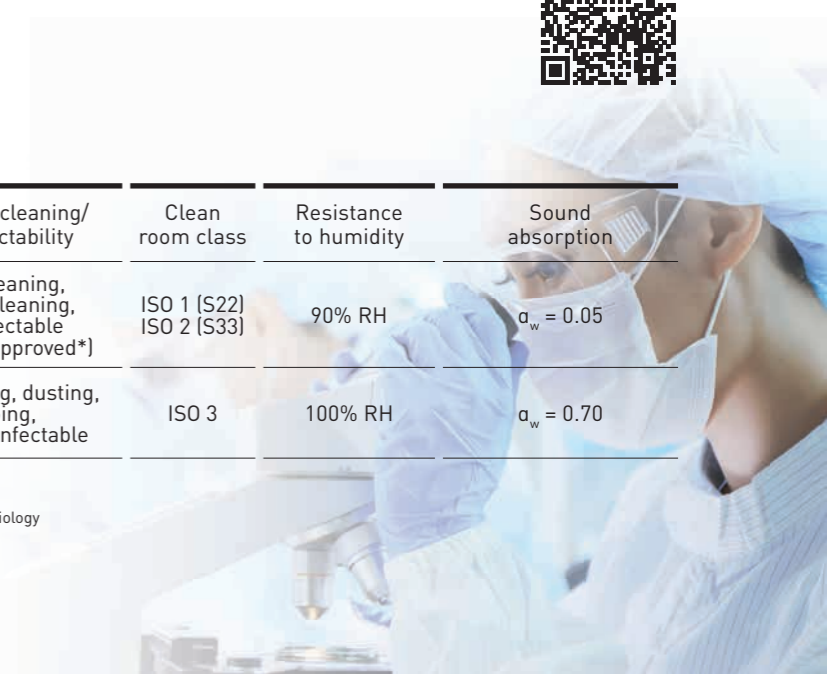 cleaning/
ctability
Clean
room class
Resistance
to humidity
Sound
absorption
eaning,
leaning,
ectable
pproved*)
ISO 1 (S22)
ISO 2 (S33)
90% RH
αw = 0.05
g, dusting,
ing,
nfectable
ISO 3
100% RH
αw = 0.70
iology